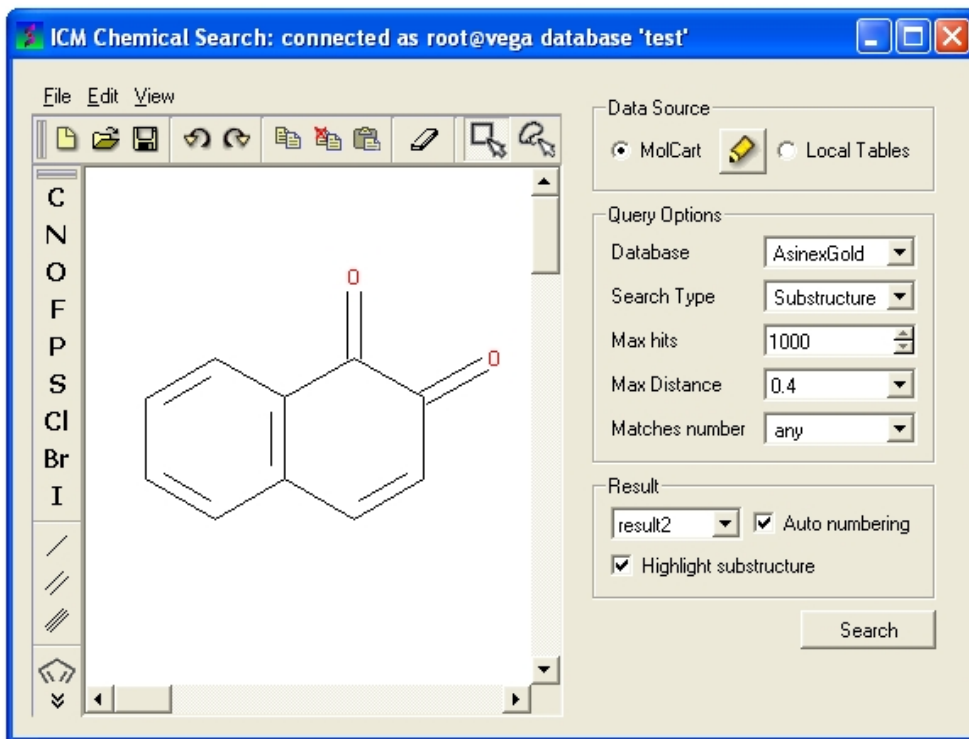 ICM Chemical Search: connected as root@vega database 'test'
File Edit View
C
N
O
F
P
S
Cl
Br
I
O
O
Data Source
MolCart Local Tables
Query Options
Database AsinexGold
Search Type Substructure
Max hits 1000
Max Distance 0.4
Matches number any
Result
result2 Auto numbering
Highlight substructure
Search